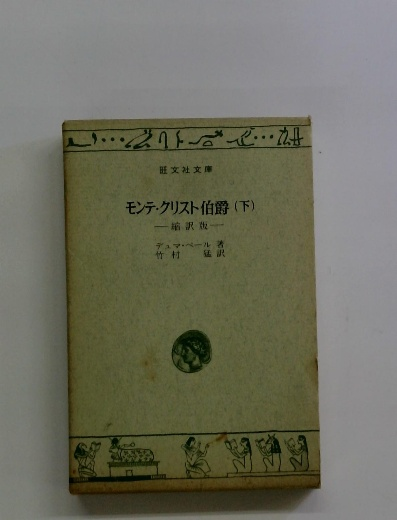 旺文社文庫
モンテ・クリスト伯爵（下）
―縮訳版―
デュマ・ペール 著
竹村 猛 訳